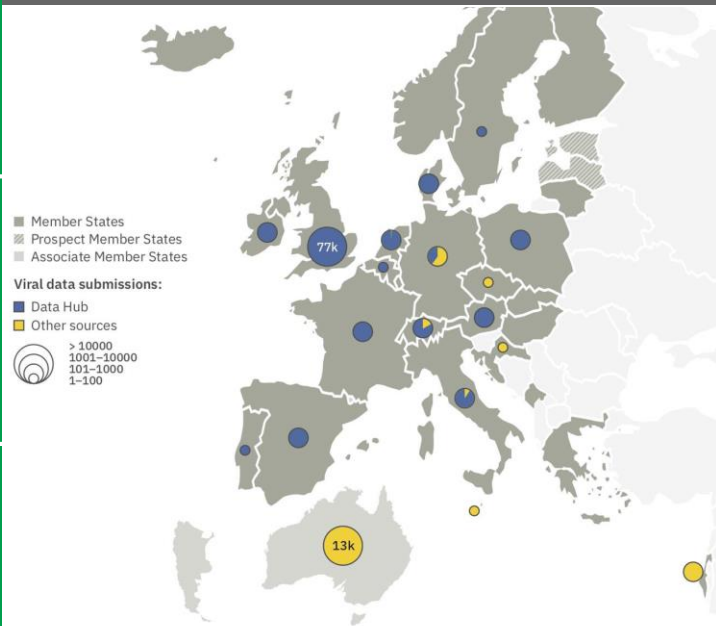 Member States
Prospect Member States
Associate Member States
Viral data submissions:
Data Hub
Other sources
> 10000
1001–10000
101–1000
1–100
77k
13k